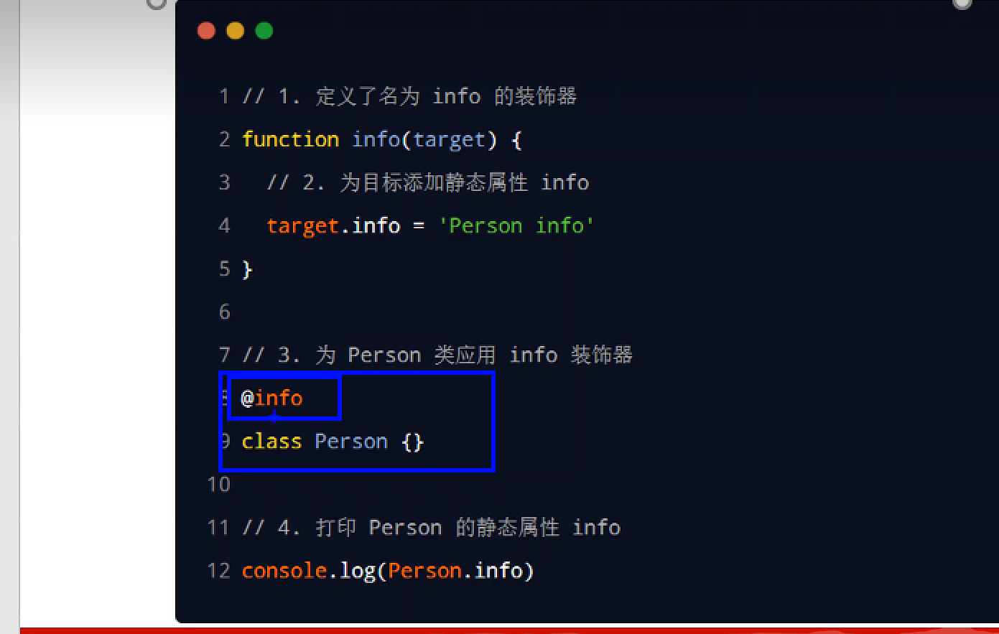 1 // 1. 定义了名为 info 的装饰器
2 function info(target) {
3   // 2. 为目标添加静态属性 info
4   target.info = 'Person info'
5 }
6
7 // 3. 为 Person 类应用 info 装饰器
8 @info
9 class Person {}
10
11 // 4. 打印 Person 的静态属性 info
12 console.log(Person.info)